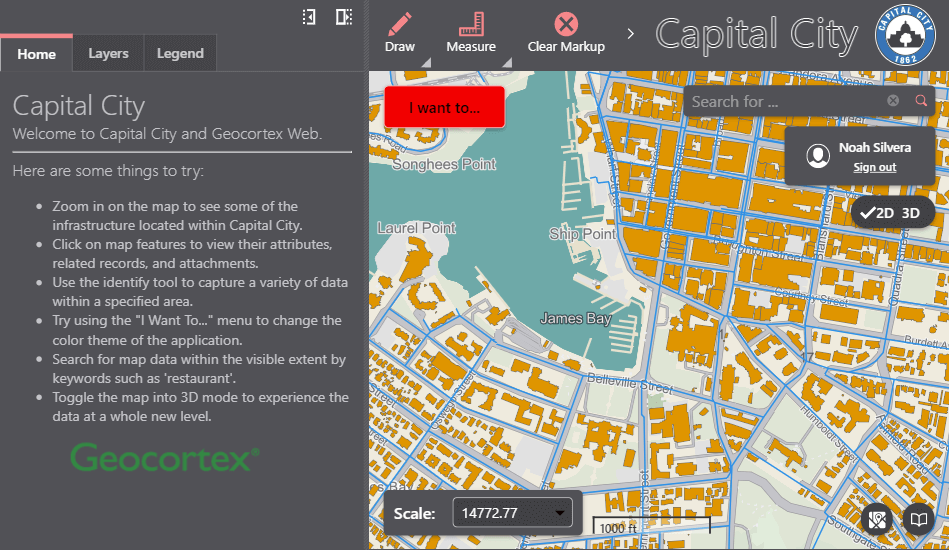 Home
Layers
Legend
Capital City
Welcome to Capital City and Geocortex Web.
Here are some things to try:
• Zoom in on the map to see some of the
infrastructure located within Capital City.
• Click on map features to view their attributes,
related records, and attachments.
• Use the identify tool to capture a variety of data
within a specified area.
• Try using the "I Want To..." menu to change the
color theme of the application.
• Search for map data within the visible extent by
keywords such as 'restaurant'.
• Toggle the map into 3D mode to experience the
data at a whole new level.
Geocortex®
Draw
Measure
Clear Markup
Capital City
CAPITAL CITY
1862
I want to...
Search for ...
Noah Silvera
Sign out
2D 3D
Songhees Point
Laurel Point
Ship Point
James Bay
Belleville Street
Courtney Street
Humboldt Street
17
Scale:
14772.77
1000 ft